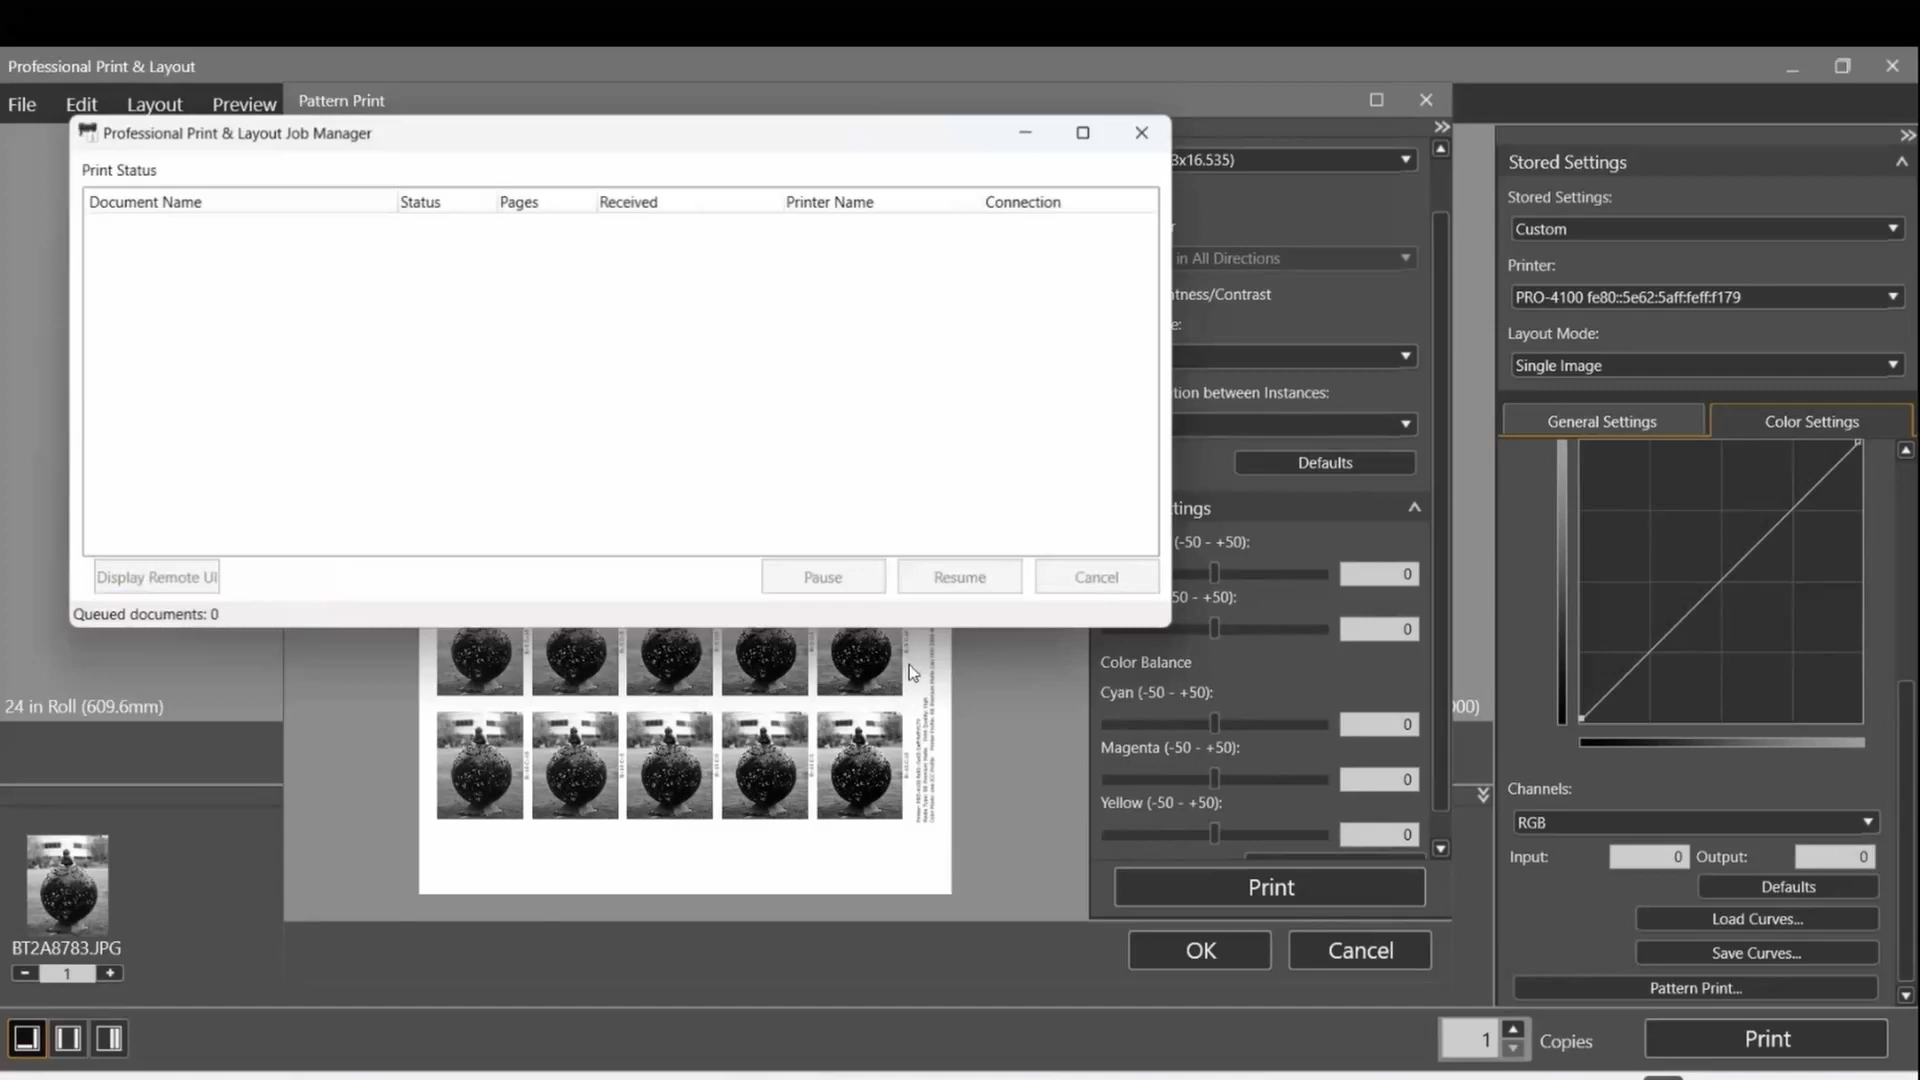 Professional Print & Layout
File Edit Layout Preview
Pattern Print
Professional Print & Layout Job Manager
Print Status
Document Name Status Pages Received Printer Name Connection
Display Remote UI Pause Resume Cancel
Queued documents: 0
3x16.535)
in All Directions
tness/Contrast
e:
tion between Instances:
Defaults
tings
(-50 - +50):
0
50 - +50):
0
Color Balance
Cyan (-50 - +50):
0
Magenta (-50 - +50):
0
Yellow (-50 - +50):
0
Print
OK Cancel
24 in Roll (609.6mm)
000)
BT2A8783.JPG
- 1 +
Stored Settings
Stored Settings:
Custom
Printer:
PRO-4100 fe80::5e62:5aff:feff:f179
Layout Mode:
Single Image
General Settings Color Settings
Channels:
RGB
Input: 0 Output: 0
Defaults
Load Curves...
Save Curves...
Pattern Print...
1 Copies Print